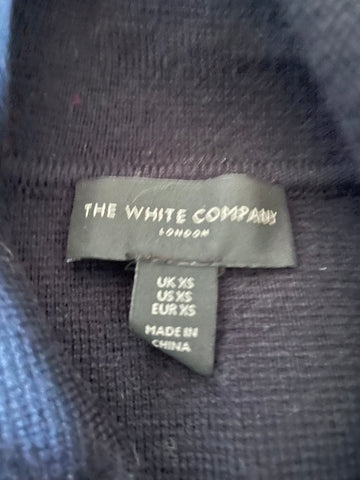 THE WHITE COMPANY
LONDON
UK XS
US XS
EUR XS
MADE IN
CHINA